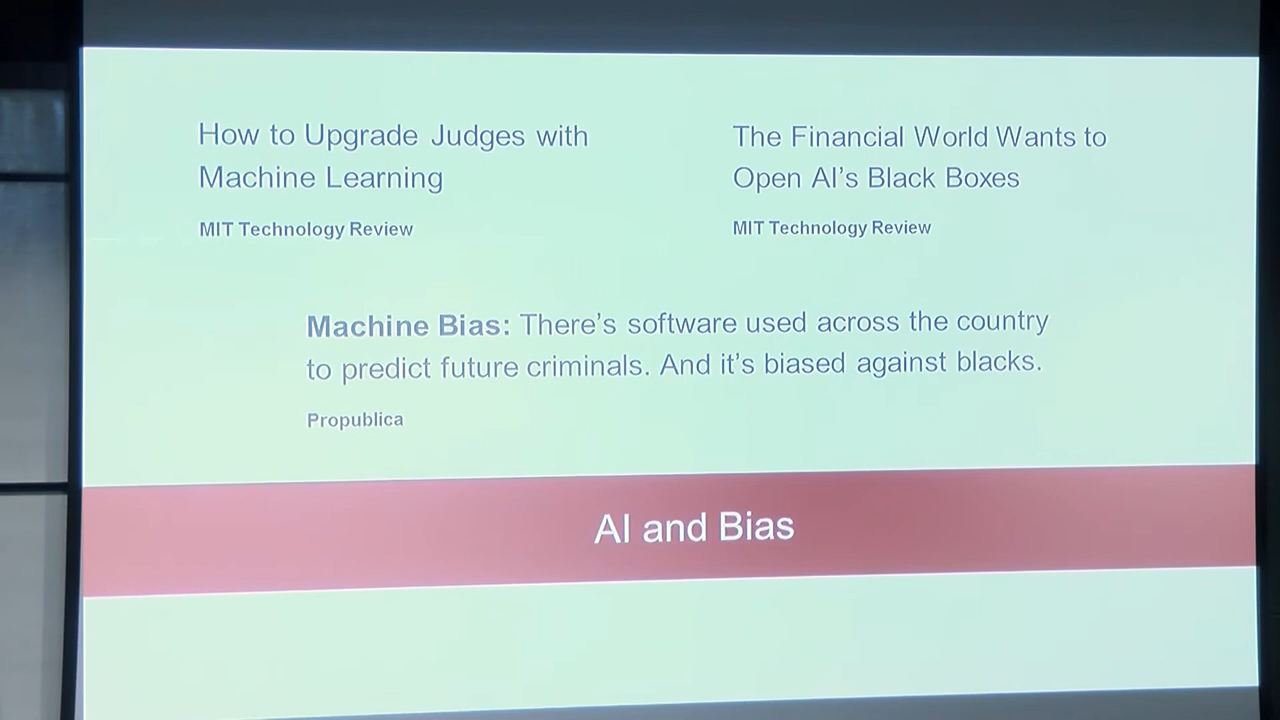 How to Upgrade Judges with
Machine Learning
MIT Technology Review
The Financial World Wants to
Open AI's Black Boxes
MIT Technology Review
Machine Bias: There's software used across the country
to predict future criminals. And it's biased against blacks.
Propublica
AI and Bias